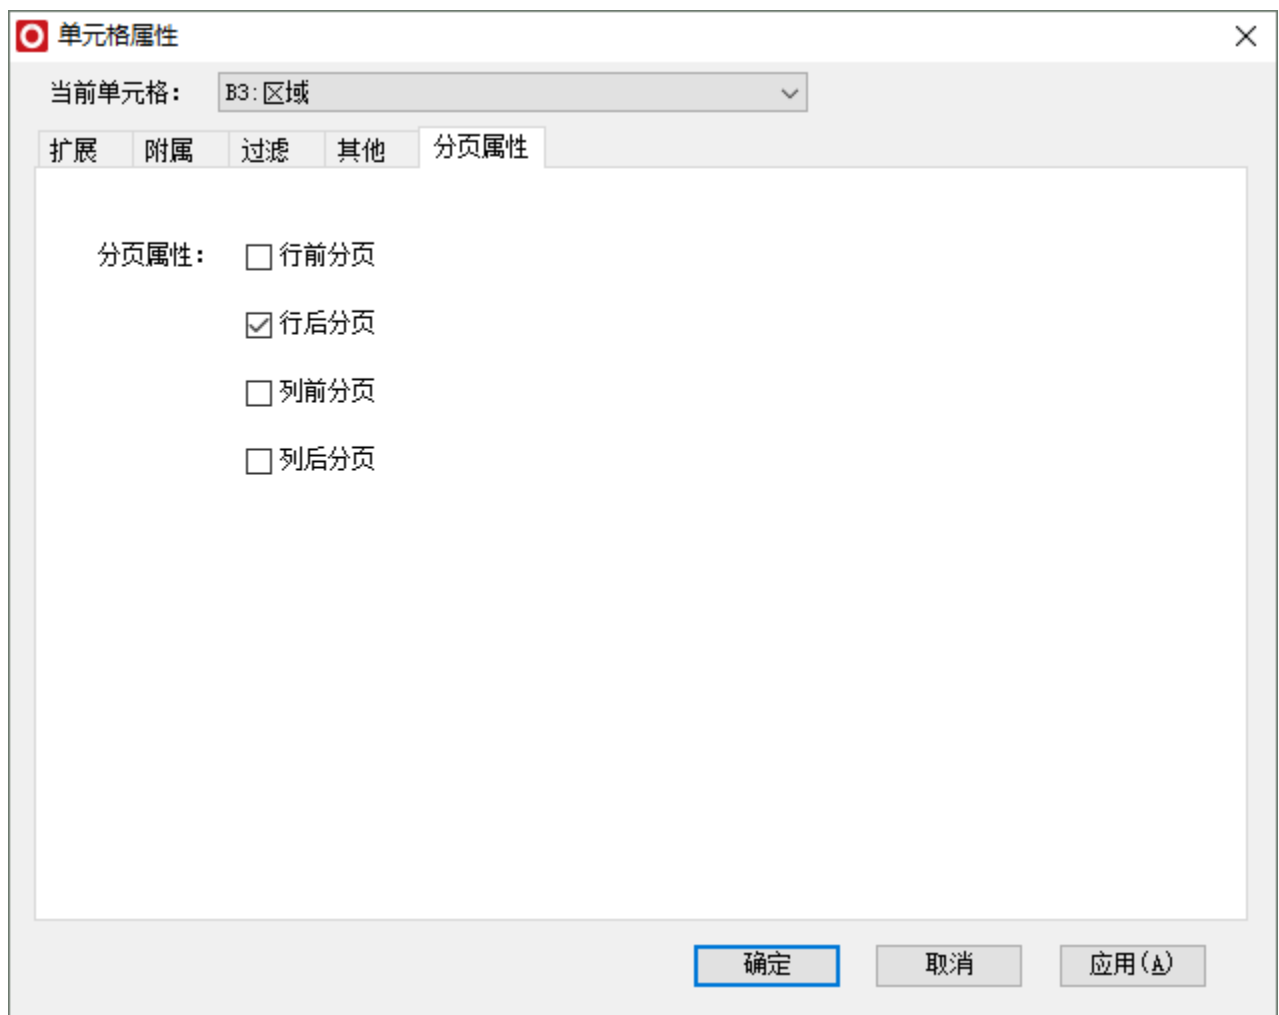 单元格属性
当前单元格： B3:区域
扩展 附属 过滤 其他 分页属性
分页属性： 行前分页
行后分页
列前分页
列后分页
确定 取消 应用(A)